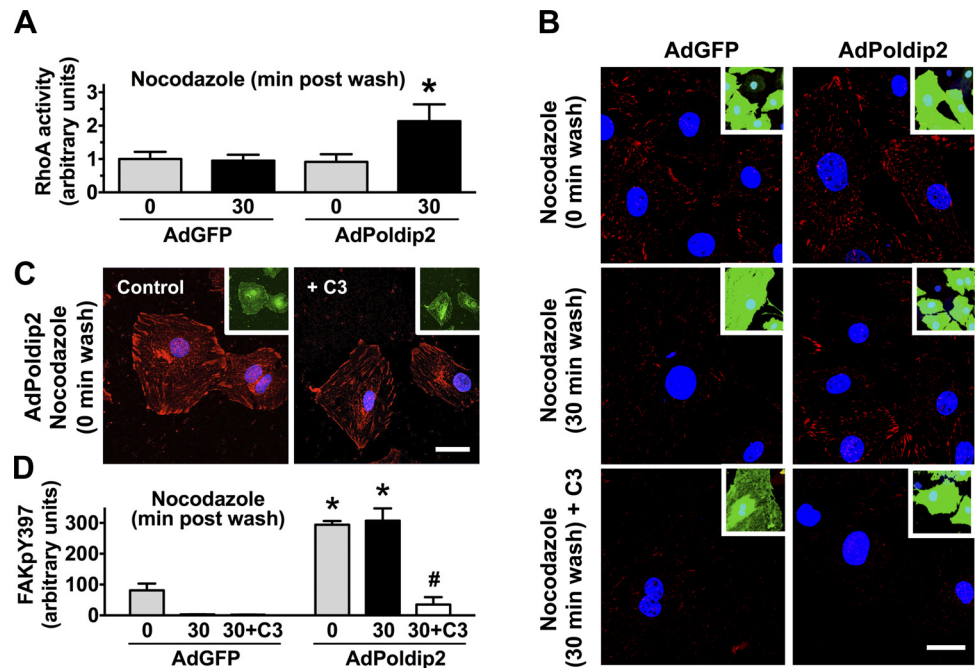 A
Nocodazole (min post wash)
RhoA activity
(arbitrary units)
3
2
1
0
*
0
30
0
30
AdGFP
AdPoldip2
B
AdGFP
AdPoldip2
Nocodazole
(0 min wash)
Nocodazole
(30 min wash)
Nocodazole
(30 min wash) + C3
C
AdPoldip2
Nocodazole
(0 min wash)
Control
+ C3
D
Nocodazole
(min post wash)
FAKpY397
(arbitrary units)
300
200
100
0
*
*
#
0
30
30+C3
0
30
30+C3
AdGFP
AdPoldip2